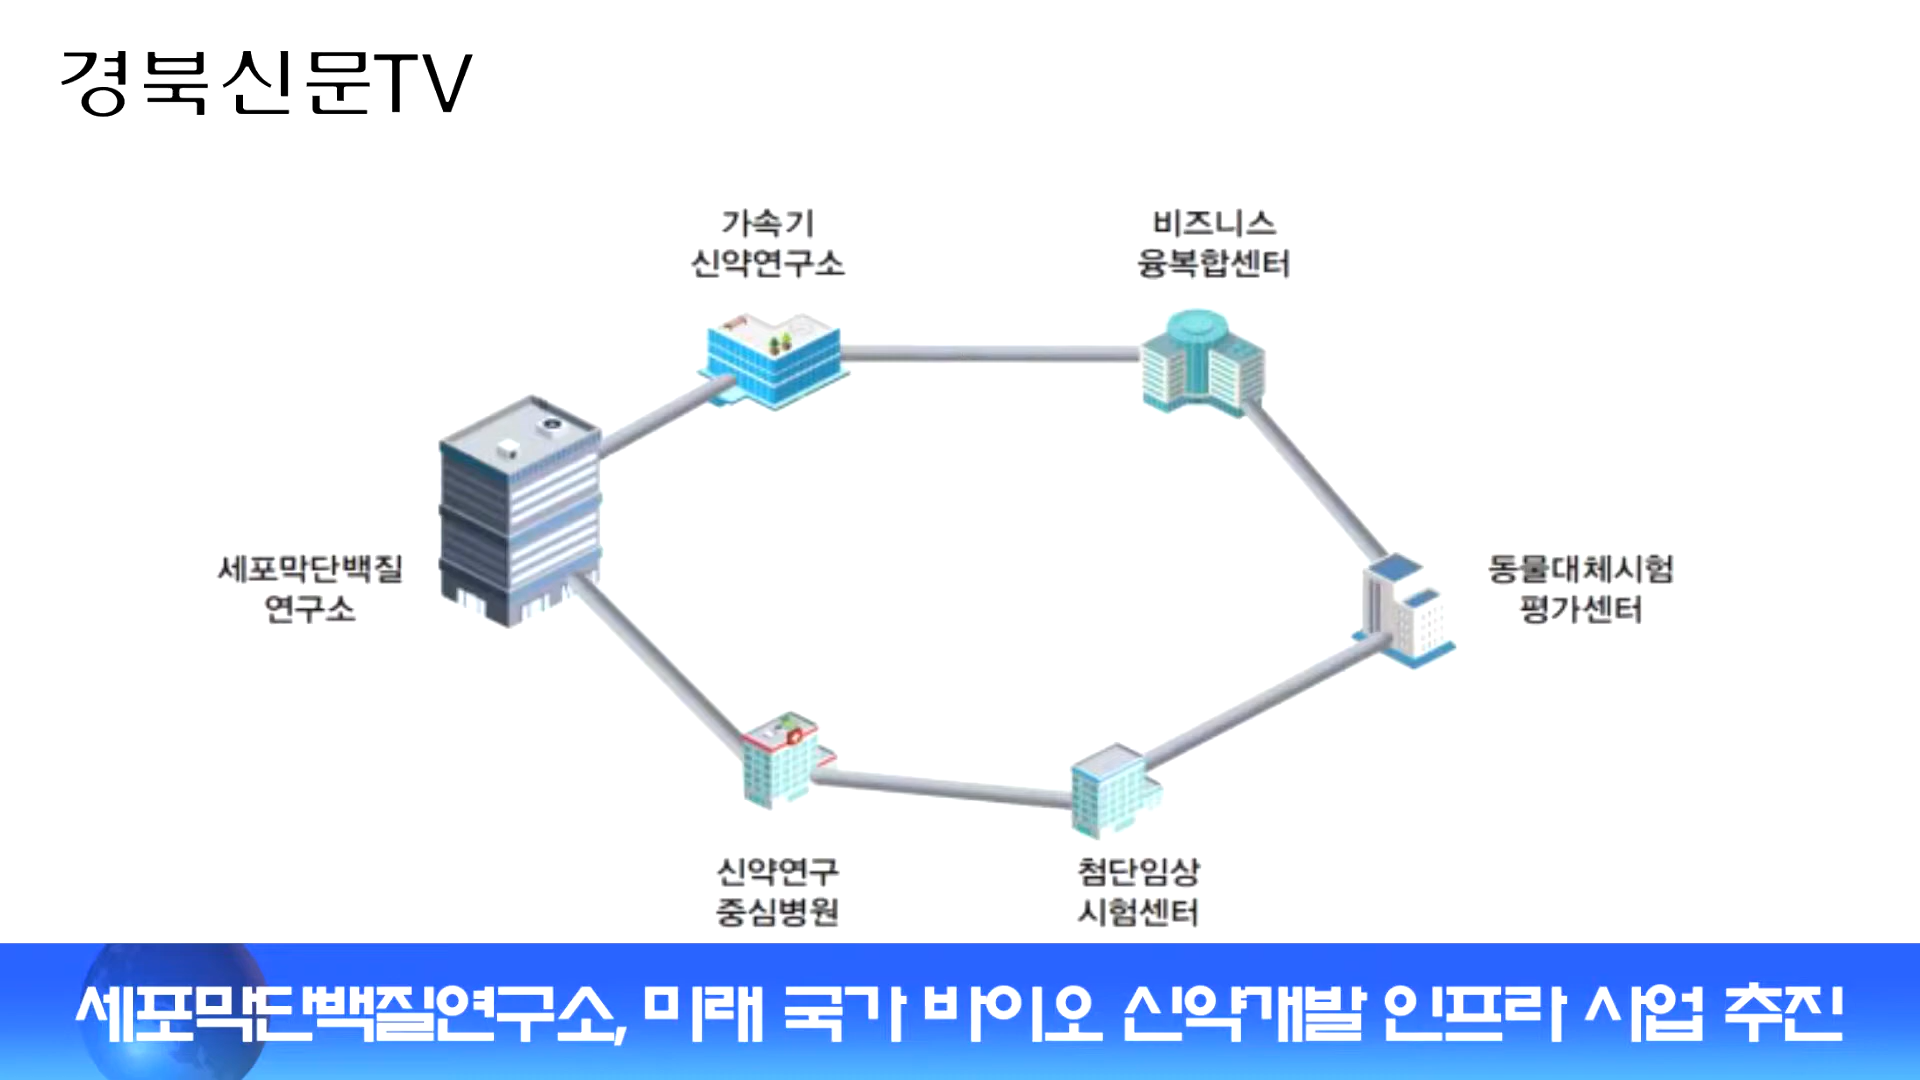 경북신문TV
가속기
신약연구소
비즈니스
융복합센터
세포막단백질
연구소
동물대체시험
평가센터
신약연구
중심병원
첨단임상
시험센터
세포막단백질연구소, 미래 국가 바이오 신약개발 인프라 사업 추진